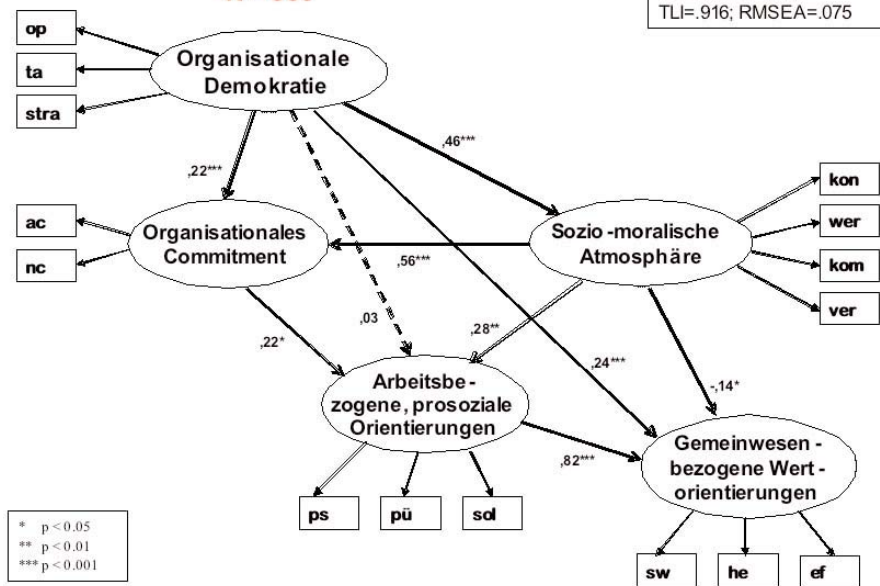 TLI=.916; RMSEA=.075
op
ta
stra
Organisationale
Demokratie
,46***
,22***
kon
wer
kom
ver
ac
nc
Organisationales
Commitment
Sozio -moralische
Atmosphäre
,56***
,22*
,03
,28**
,24***
-,14*
Arbeitsbe -
zogene, prosoziale
Orientierungen
,82***
Gemeinwesen -
bezogene Wert -
orientierungen
ps
pü
sol
sw
he
ef
* p < 0.05
** p < 0.01
*** p < 0.001